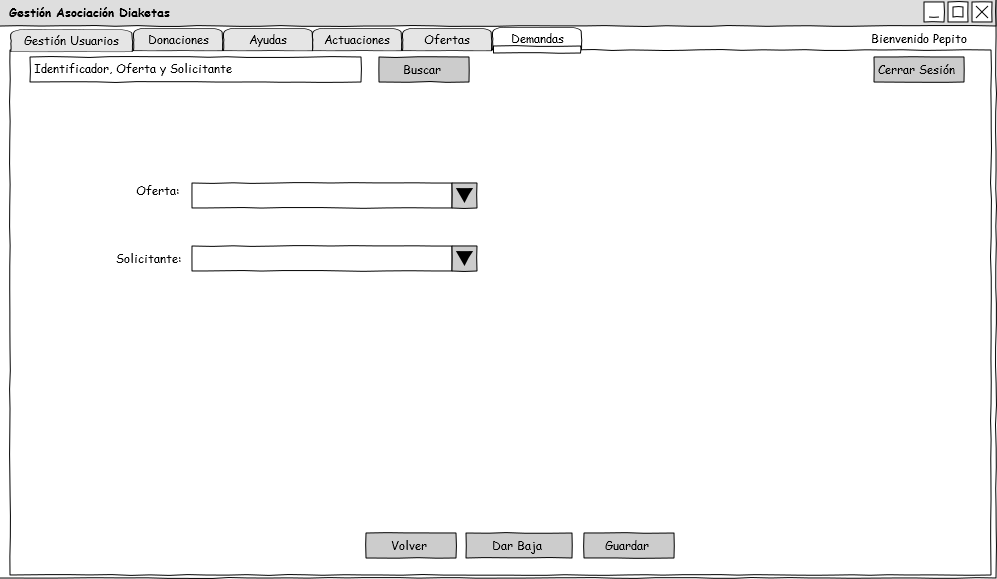 Gestión Asociación Diaketas
Gestión Usuarios Donaciones Ayudas Actuaciones Ofertas Demandas Bienvenido Pepito
Identificador, Oferta y Solicitante Buscar Cerrar Sesión
Oferta:
Solicitante:
Volver Dar Baja Guardar